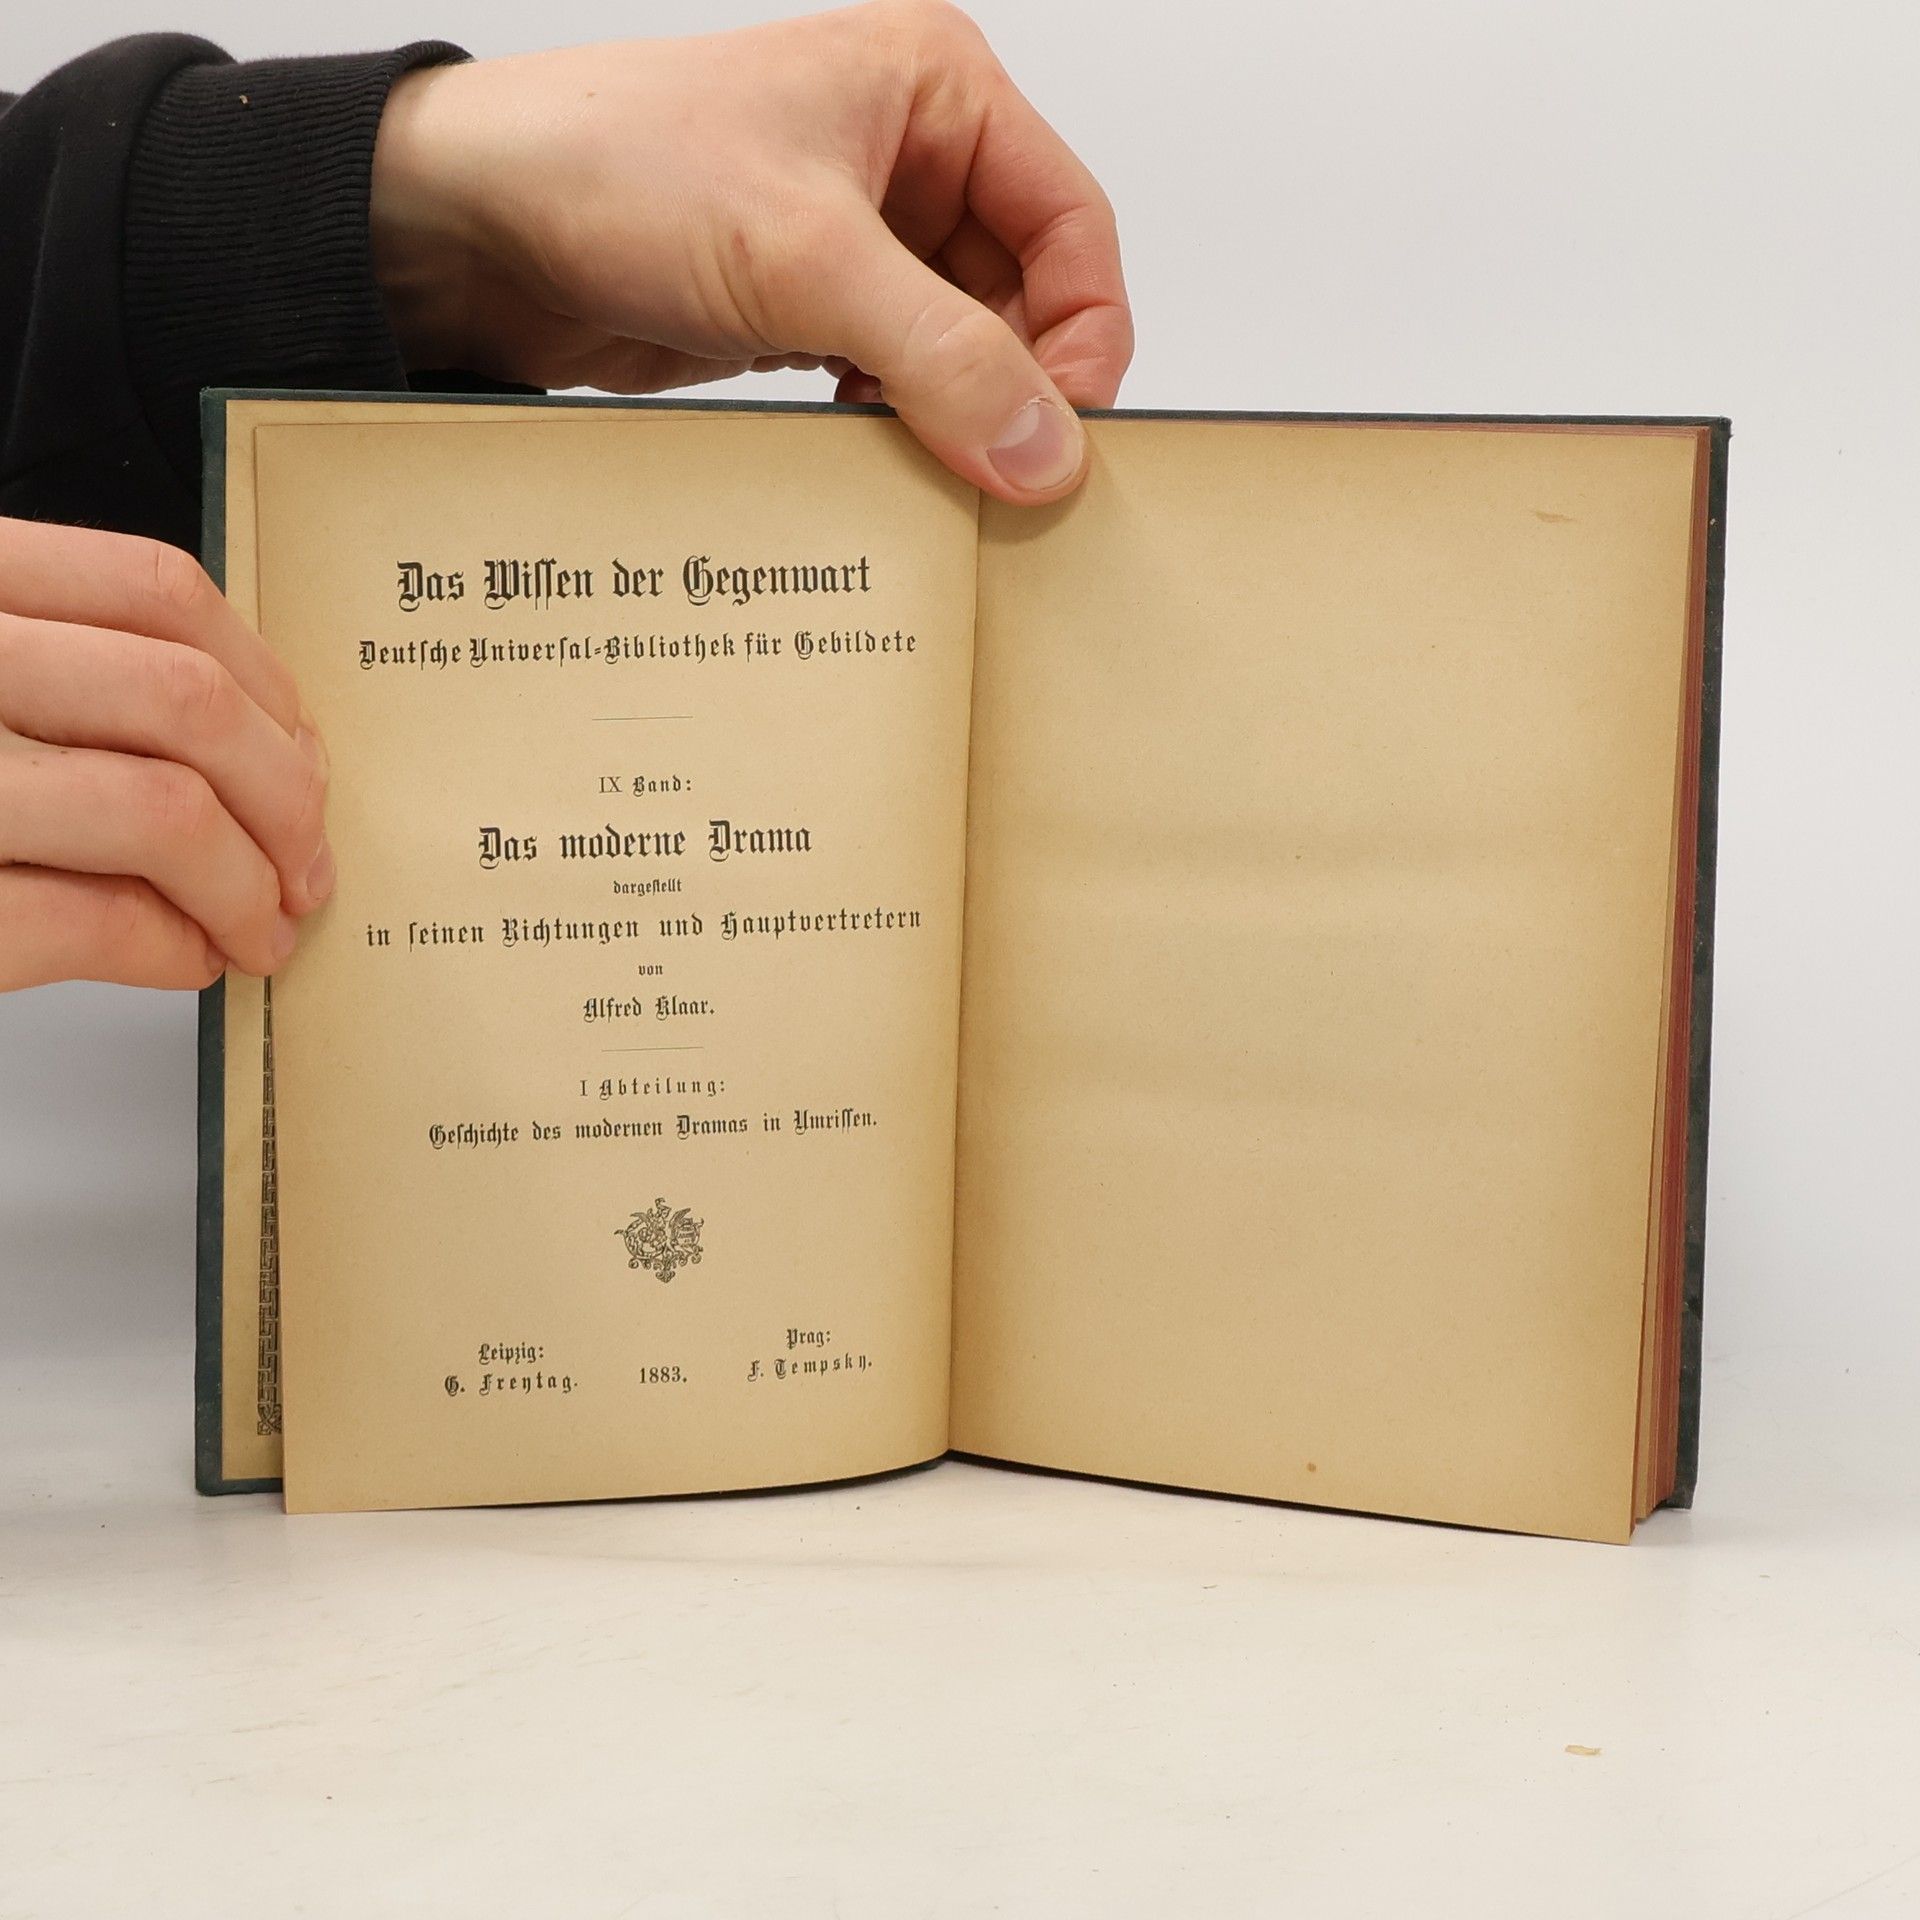 Das Wiſſen der Gegenwart
Deutſche Univerſal-Bibliothek für Gebildete
IX Band:
Das moderne Drama
dargeſtellt
in ſeinen Richtungen und Hauptvertretern
von
Alfred Klaar.
I Abteilung:
Geſchichte des modernen Dramas in Umriſſen.
Leipzig:
G. Freytag.
1883.
Prag:
F. Tempsky.